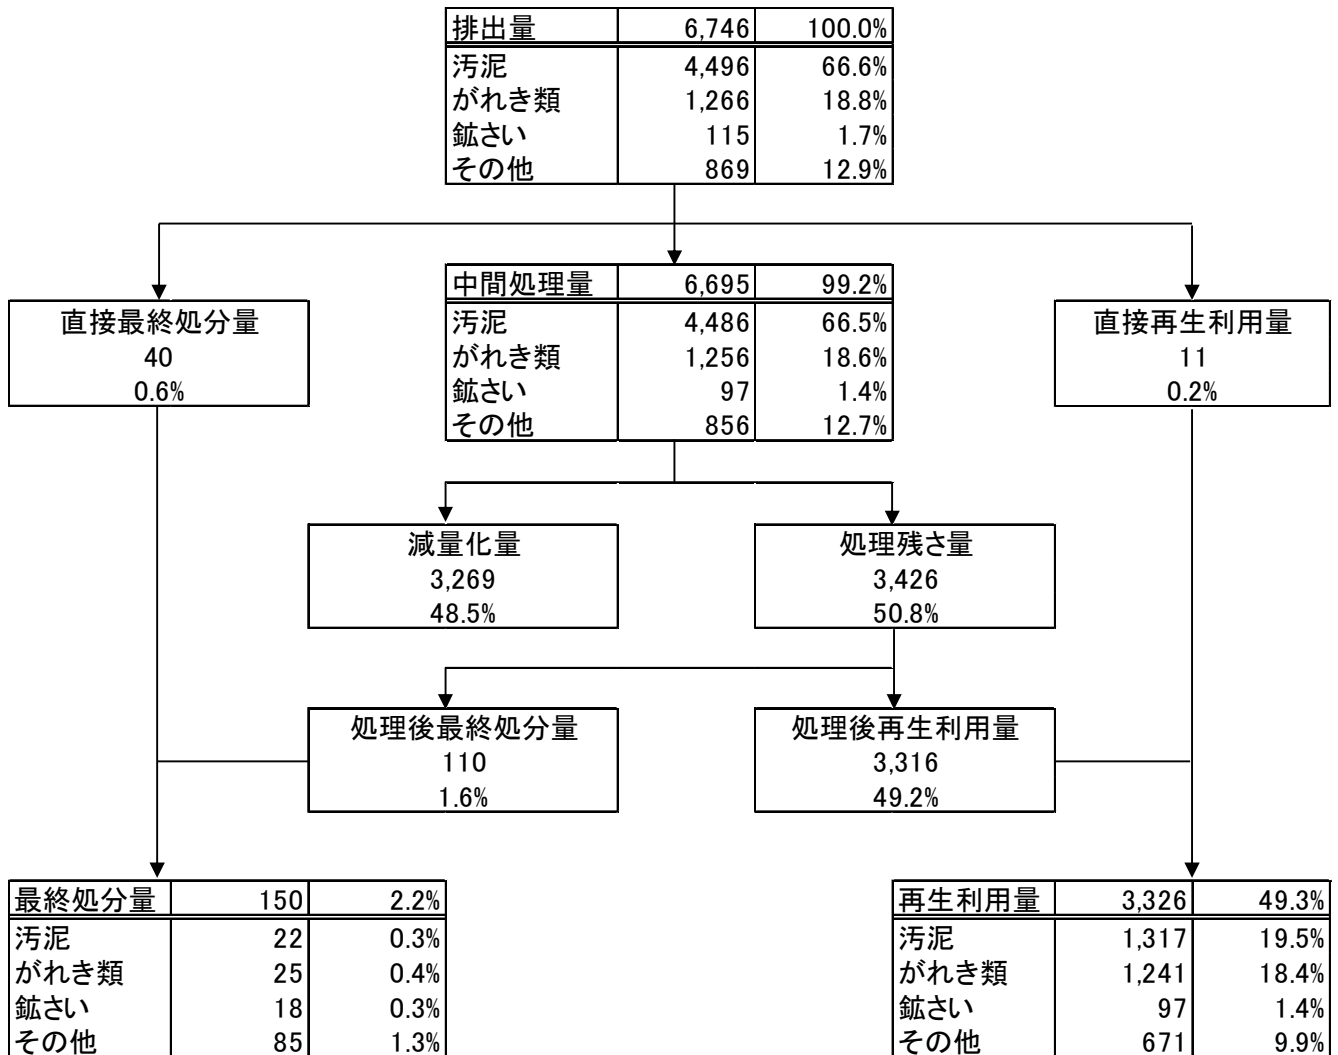 排出量 6,746 100.0%
汚泥 4,496 66.6%
がれき類 1,266 18.8%
鉱さい 115 1.7%
その他 869 12.9%
中間処理量 6,695 99.2%
汚泥 4,486 66.5%
がれき類 1,256 18.6%
鉱さい 97 1.4%
その他 856 12.7%
直接最終処分量
40
0.6%
直接再生利用量
11
0.2%
減量化量
3,269
48.5%
処理残さ量
3,426
50.8%
処理後最終処分量
110
1.6%
処理後再生利用量
3,316
49.2%
最終処分量 150 2.2%
汚泥 22 0.3%
がれき類 25 0.4%
鉱さい 18 0.3%
その他 85 1.3%
再生利用量 3,326 49.3%
汚泥 1,317 19.5%
がれき類 1,241 18.4%
鉱さい 97 1.4%
その他 671 9.9%